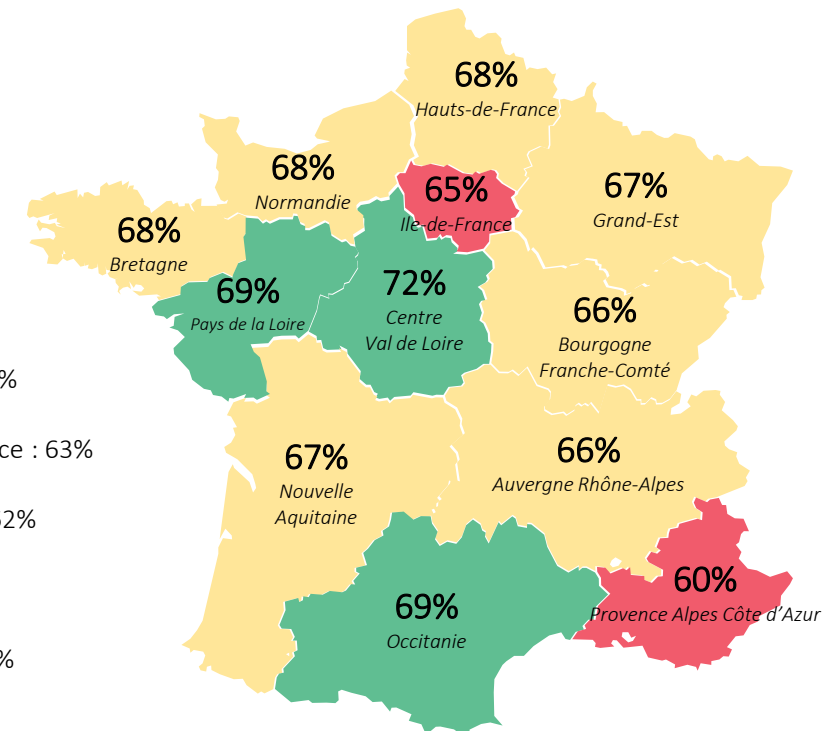 68%
Hauts-de-France
68%
Normandie
65%
Ile-de-France
67%
Grand-Est
68%
Bretagne
69%
Pays de la Loire
72%
Centre
Val de Loire
66%
Bourgogne
Franche-Comté
%
: 63%
67%
Nouvelle
Aquitaine
66%
Auvergne Rhône-Alpes
2%
60%
Provence Alpes Côte d’Azur
69%
Occitanie
%